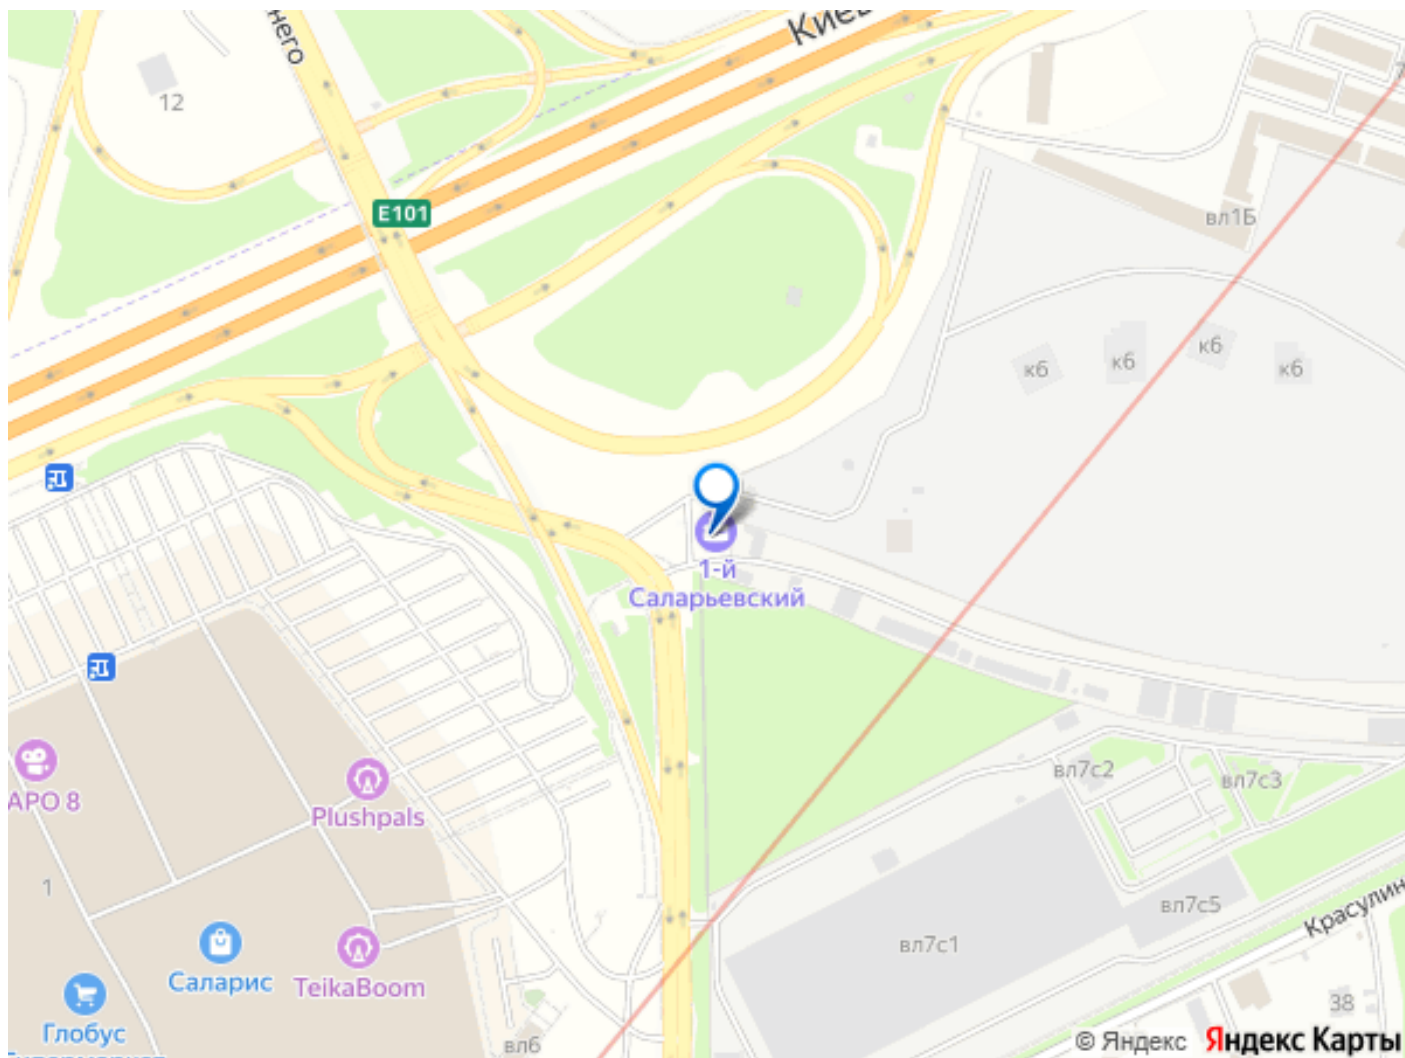 Киев
него
12
E101
вл1Б
к6
к6
к6
к6
1-й
Саларьевский
АРО 8
Plushpals
вл7с2
вл7с3
1
вл7с5
Красулин
вл7с1
Саларис
TeikaBoom
38
Глобус
вл6
© Яндекс
Яндекс Карты